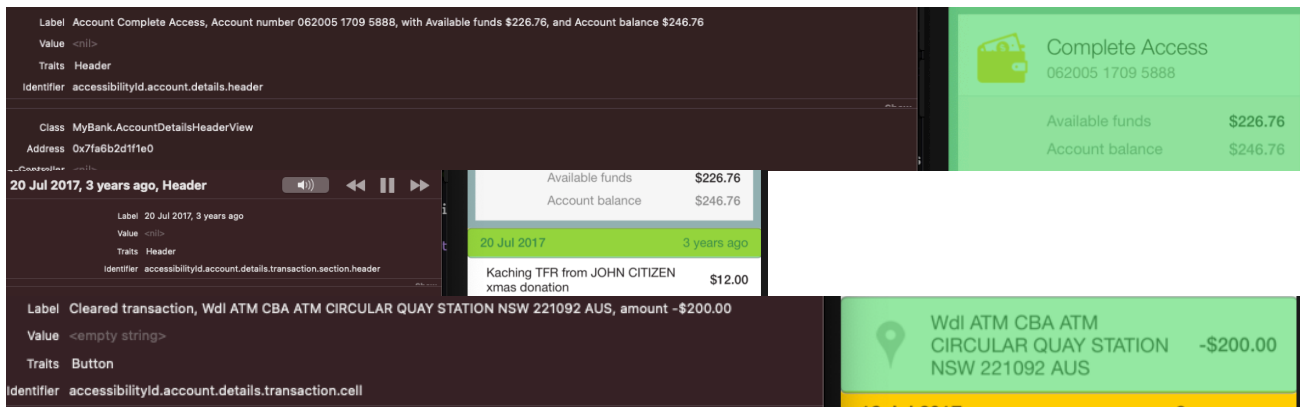 Label Account Complete Access, Account number 062005 1709 5888, with Available funds $226.76, and Account balance $246.76
Value <nil>
Traits Header
Identifier accessibilityId.account.details.header
Class MyBank.AccountDetailsHeaderView
Address 0x7fa6b2d1f1e0
Complete Access
062005 1709 5888
Available funds $226.76
Account balance $246.76
20 Jul 2017, 3 years ago, Header
Label 20 Jul 2017, 3 years ago
Value <nil>
Traits Header
Identifier accessibilityId.account.details.transaction.section.header
Available funds $226.76
Account balance $246.76
20 Jul 2017 3 years ago
Kaching TFR from JOHN CITIZEN $12.00
xmas donation
Label Cleared transaction, Wdl ATM CBA ATM CIRCULAR QUAY STATION NSW 221092 AUS, amount -$200.00
Value <empty string>
Traits Button
Identifier accessibilityId.account.details.transaction.cell
Wdl ATM CBA ATM
CIRCULAR QUAY STATION -$200.00
NSW 221092 AUS